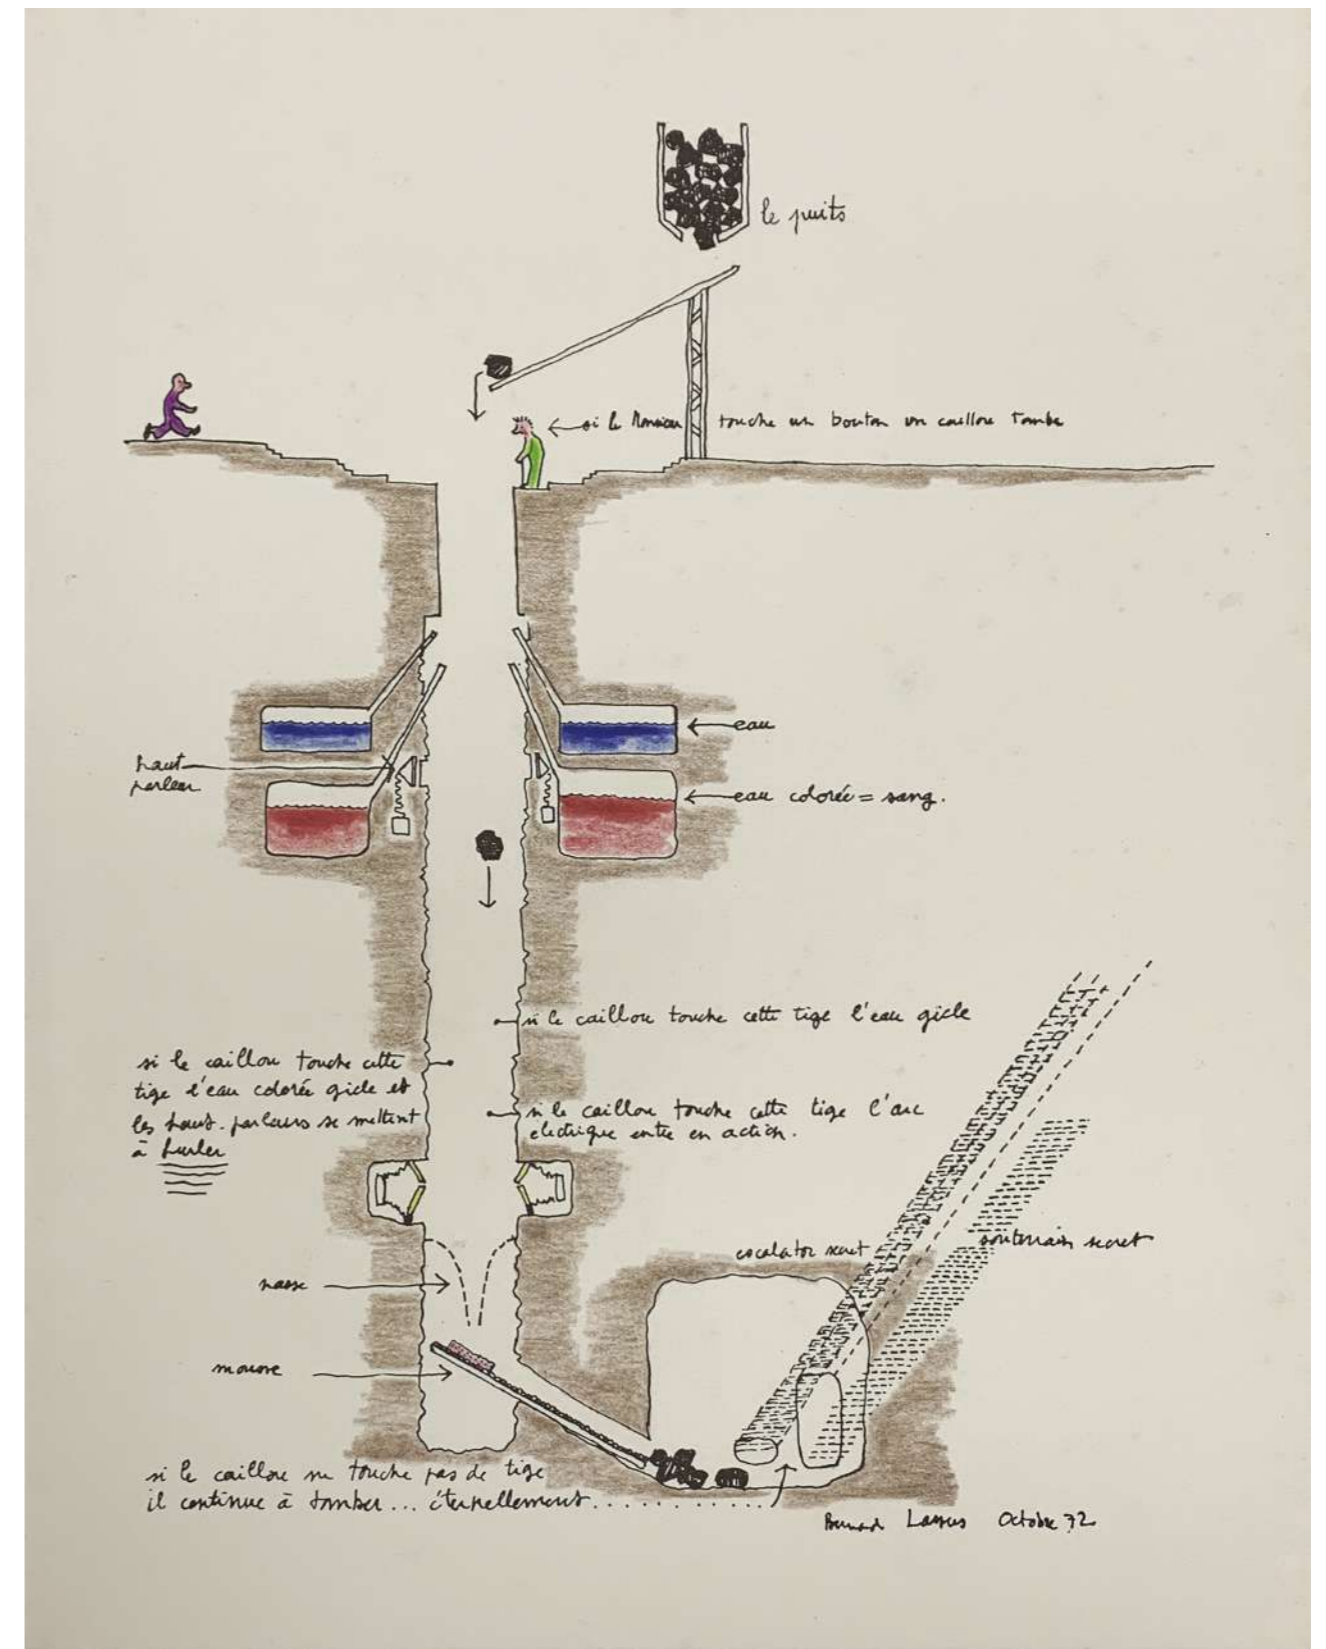 le puits
si le Monsieur touche un bouton un caillou tombe
eau
haut
parleur
eau colorée = sang.
si le caillou touche cette tige l'eau gicle
si le caillou touche cette
tige l'eau colorée gicle et
les haut-parleurs se mettent
à hurler
si le caillou touche cette tige l'arc
electrique entre en action.
escalator secret
souterrain secret
nasse
mousse
si le caillou ne touche pas de tige
il continue à tomber... éternellement............
Bernard Lassus Octobre 72